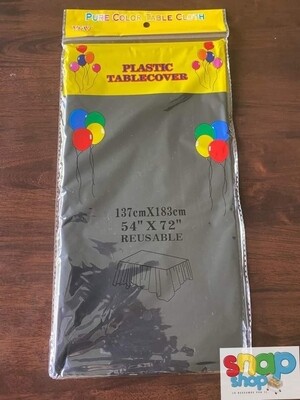 PURE COLOR TABLE CLOTH
PLASTIC
TABLECOVER
137cmX183cm
54" X 72"
REUSABLE
snap
shop